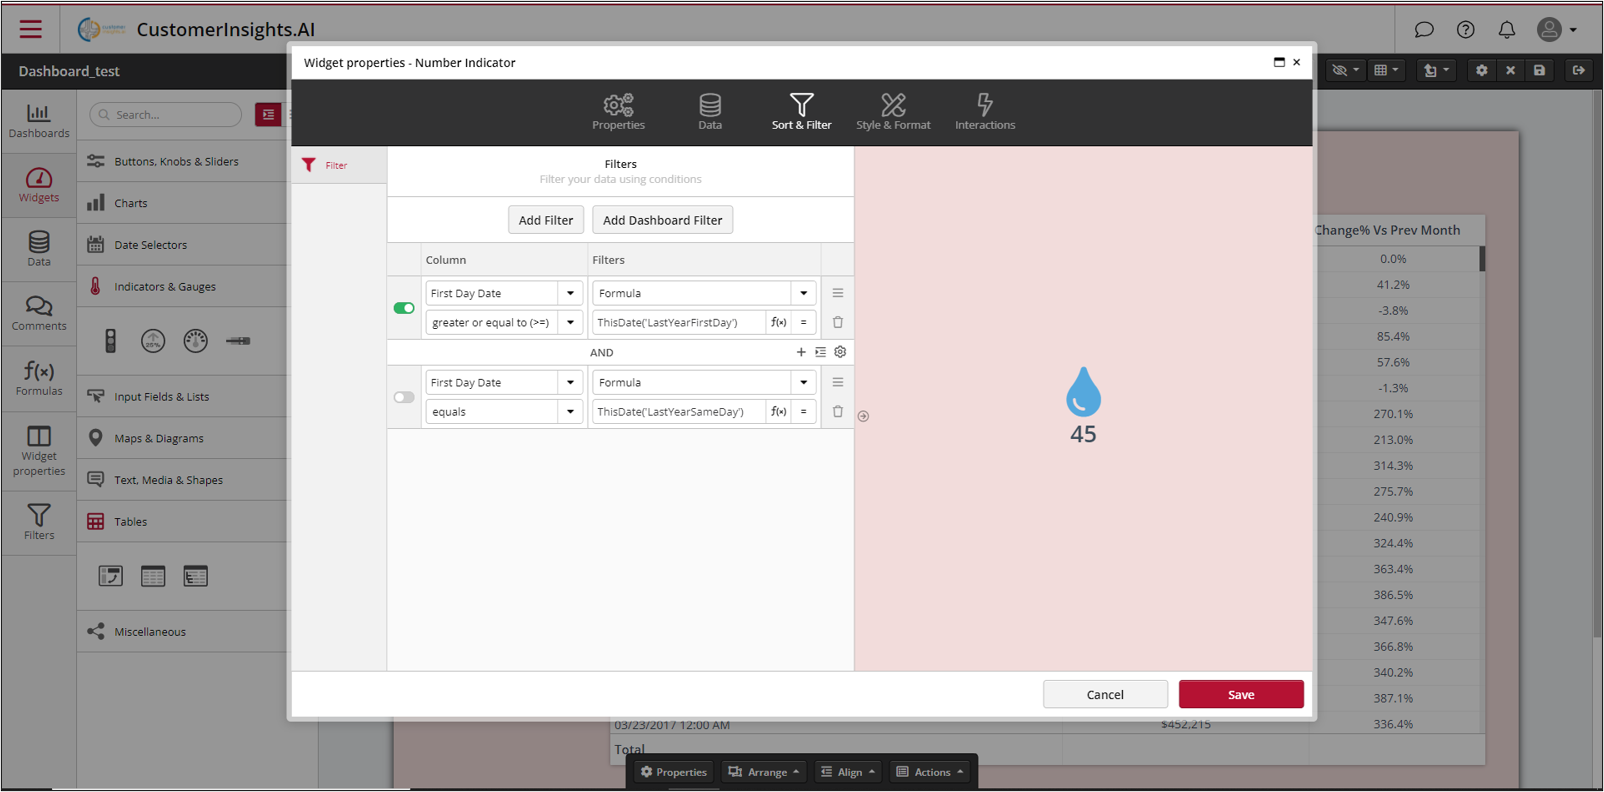 CustomerInsights.AI
Dashboard_test
Widget properties - Number Indicator
Properties
Data
Sort & Filter
Style & Format
Interactions
Dashboards
Widgets
Data
Comments
Formulas
Widget
properties
Filters
Search...
Buttons, Knobs & Sliders
Charts
Date Selectors
Indicators & Gauges
25%
Input Fields & Lists
Maps & Diagrams
Text, Media & Shapes
Tables
Miscellaneous
Filter
Filters
Filter your data using conditions
Add Filter
Add Dashboard Filter
Column
Filters
First Day Date
Formula
greater or equal to (>=)
ThisDate('LastYearFirstDay')
f(x)
=
AND
First Day Date
Formula
equals
ThisDate('LastYearSameDay')
f(x)
=
45
Cancel
Save
Change% Vs Prev Month
0.0%
41.2%
-3.8%
85.4%
57.6%
-1.3%
270.1%
213.0%
314.3%
275.7%
240.9%
324.4%
363.4%
386.5%
347.6%
366.8%
340.2%
387.1%
03/23/2017 12:00 AM
$452,215
336.4%
Total
Properties
Arrange
Align
Actions